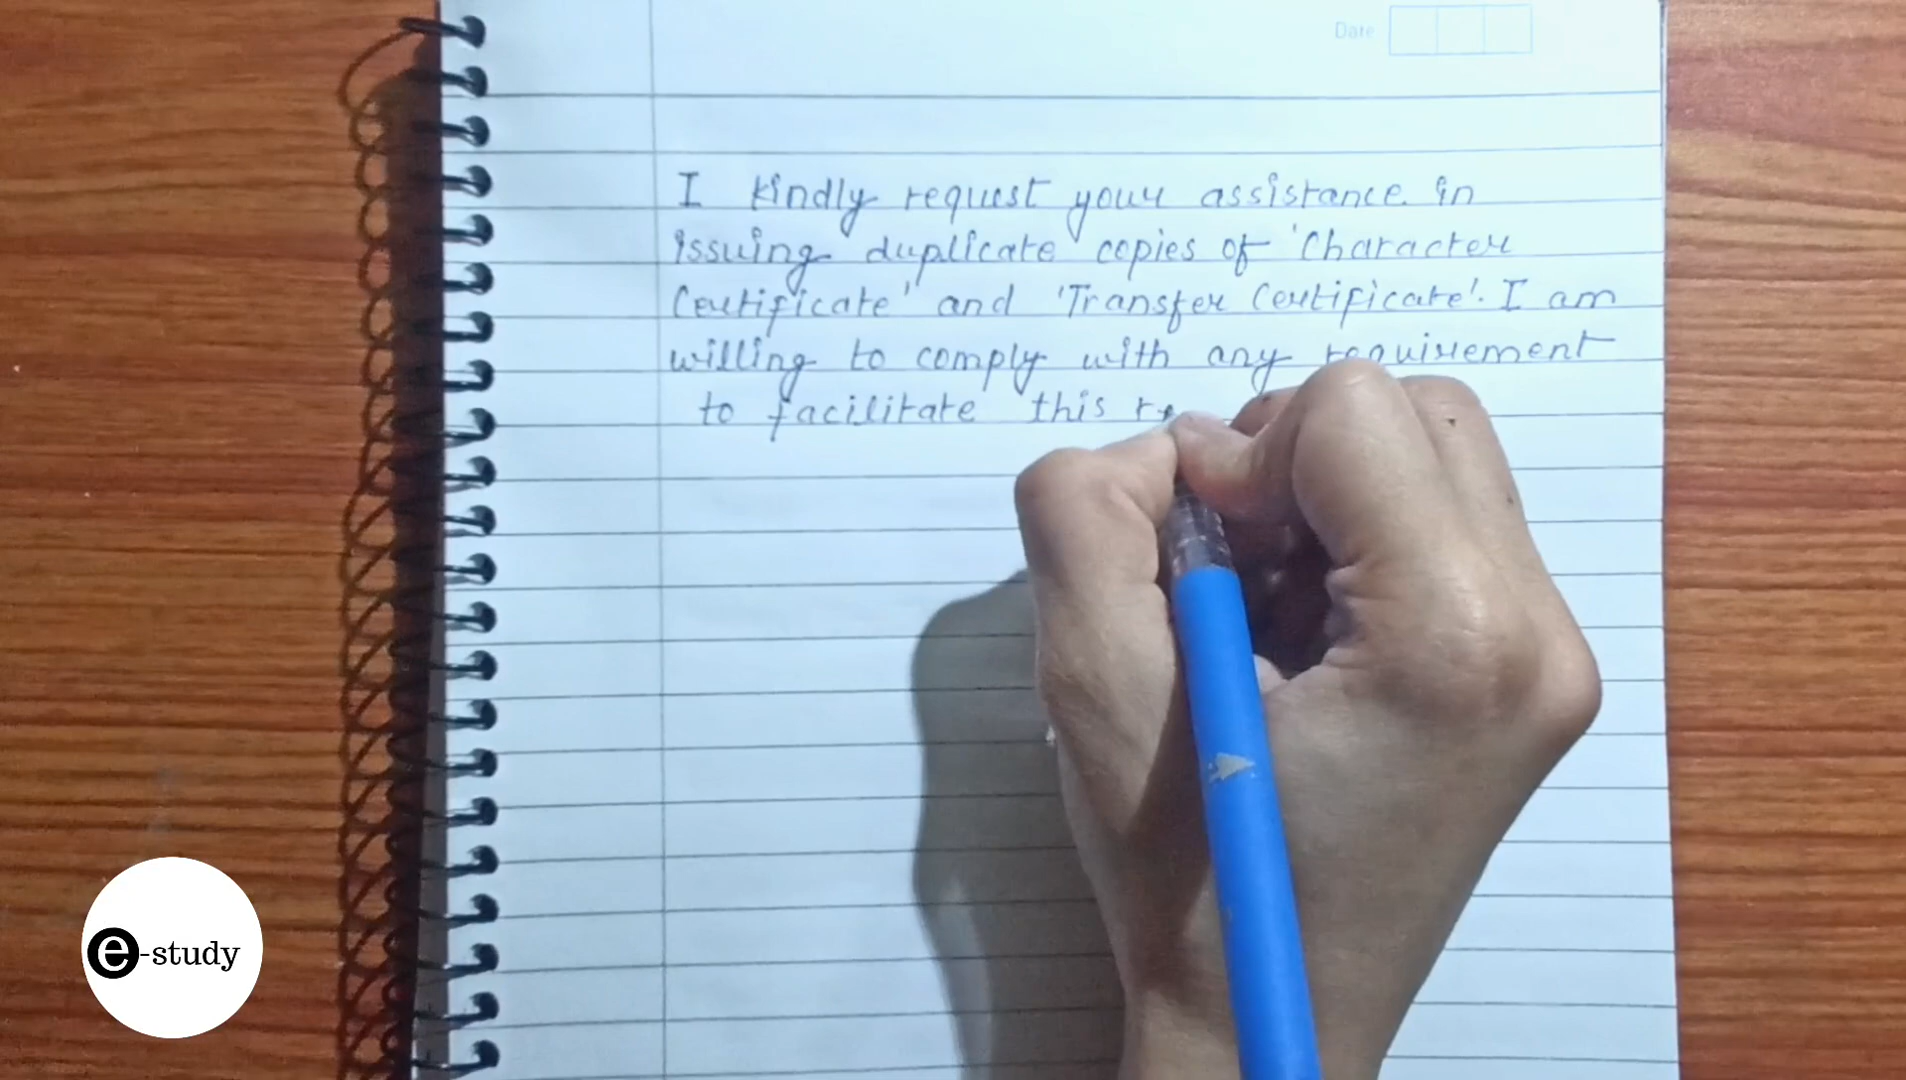 Date
I kindly request your assistance in
issuing duplicate copies of 'Character
Certificate' and 'Transfer Certificate'. I am
willing to comply with any requirement
to facilitate this re
e-study